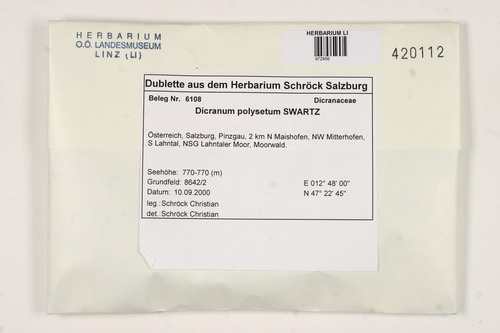 HERBARIUM
O.Ö. LANDESMUSEUM
LINZ (LI)
HERBARIUM LI
972956
420112
Dublette aus dem Herbarium Schröck Salzburg
Beleg Nr. 6108 Dicranaceae
Dicranum polysetum SWARTZ
Österreich, Salzburg, Pinzgau, 2 km N Maishofen, NW Mitterhofen,
S Lahntal, NSG Lahntaler Moor, Moorwald.
Seehöhe: 770-770 (m)
Grundfeld: 8642/2 E 012° 48' 00"
Datum: 10.09.2000 N 47° 22' 45"
leg.: Schröck Christian
det.: Schröck Christian